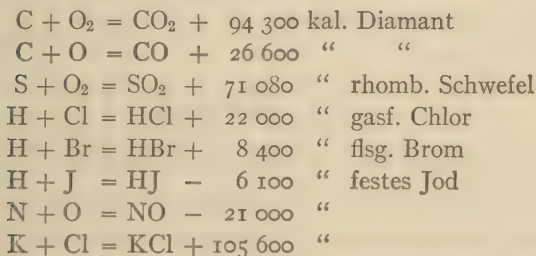 C + O₂ = CO₂ + 94 300 kal. Diamant
C + O = CO + 26 600 “ “
S + O₂ = SO₂ + 71 080 “ rhomb. Schwefel
H + Cl = HCl + 22 000 “ gasf. Chlor
H + Br = HBr + 8 400 “ flsg. Brom
H + J = HJ − 6 100 “ festes Jod
N + O = NO − 21 000 “
K + Cl = KCl + 105 600 “